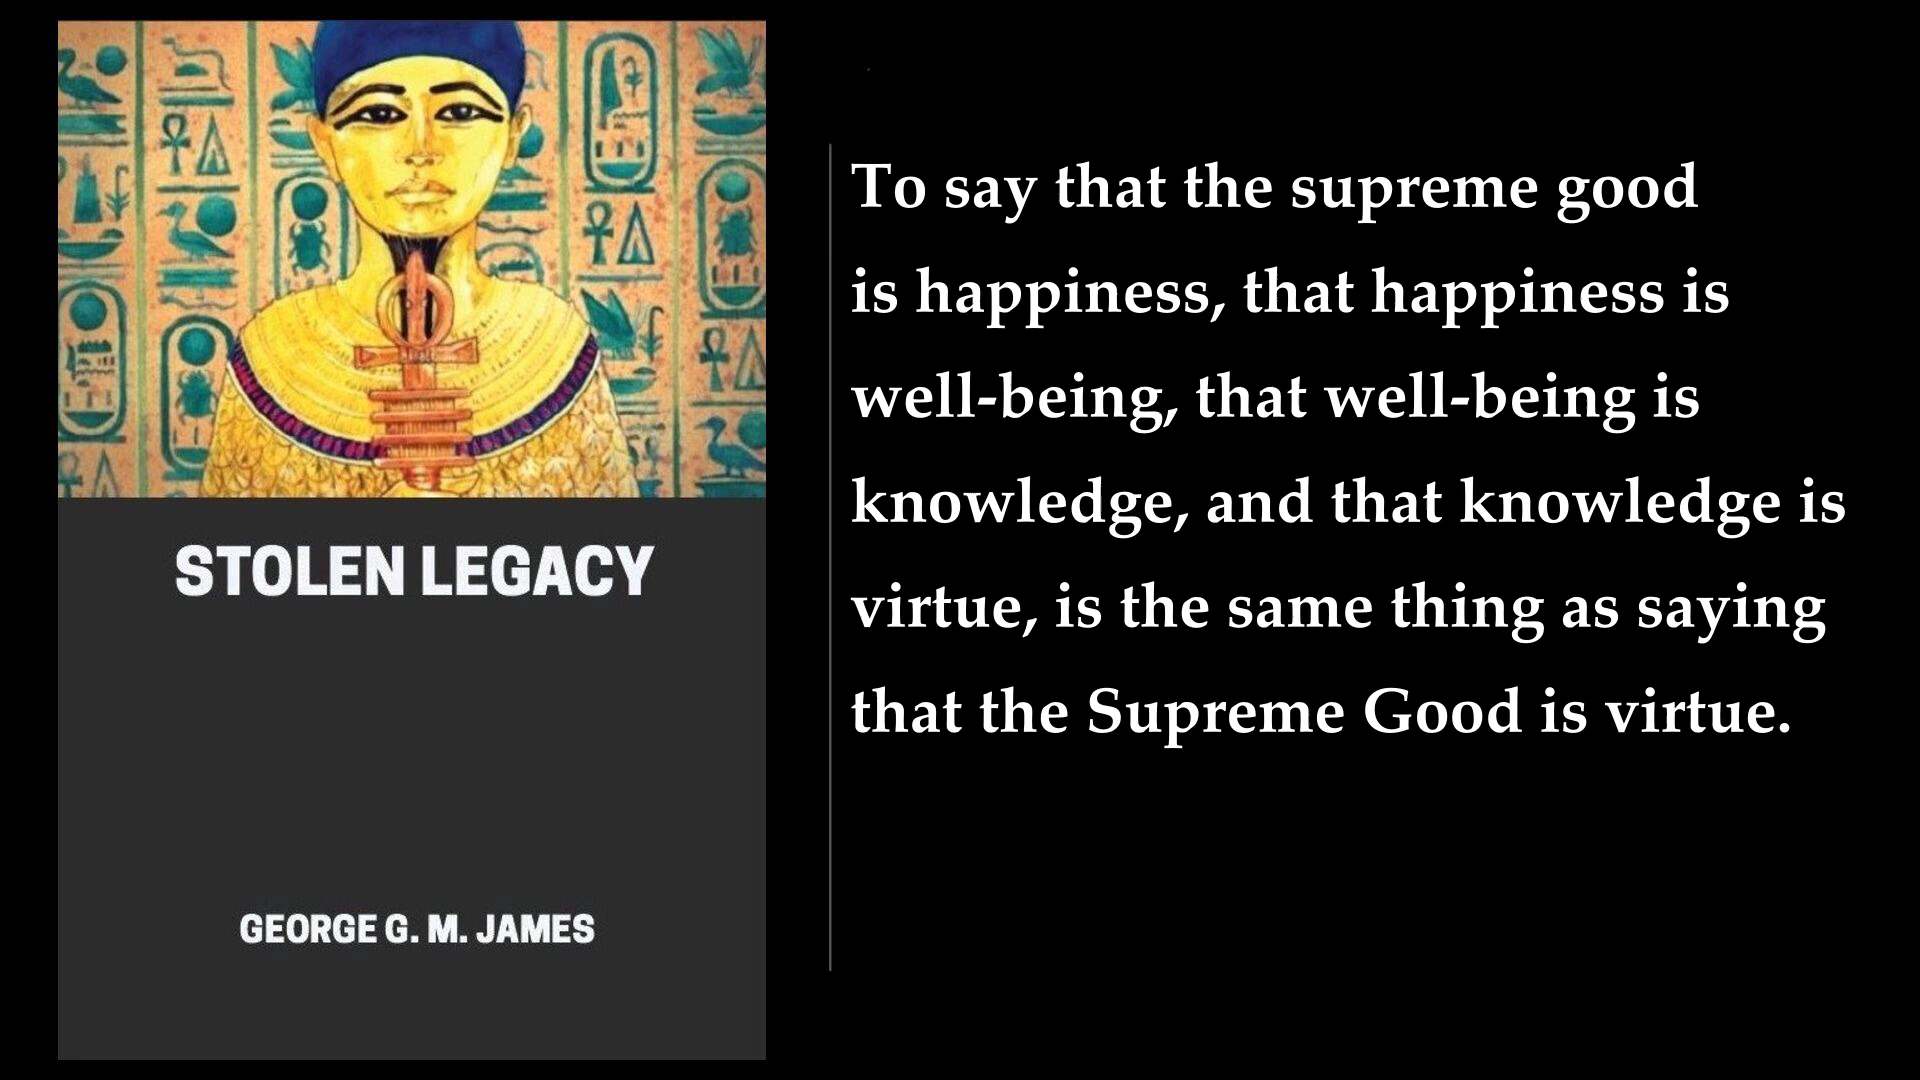 STOLEN LEGACY
GEORGE G. M. JAMES
To say that the supreme good
is happiness, that happiness is
well-being, that well-being is
knowledge, and that knowledge is
virtue, is the same thing as saying
that the Supreme Good is virtue.